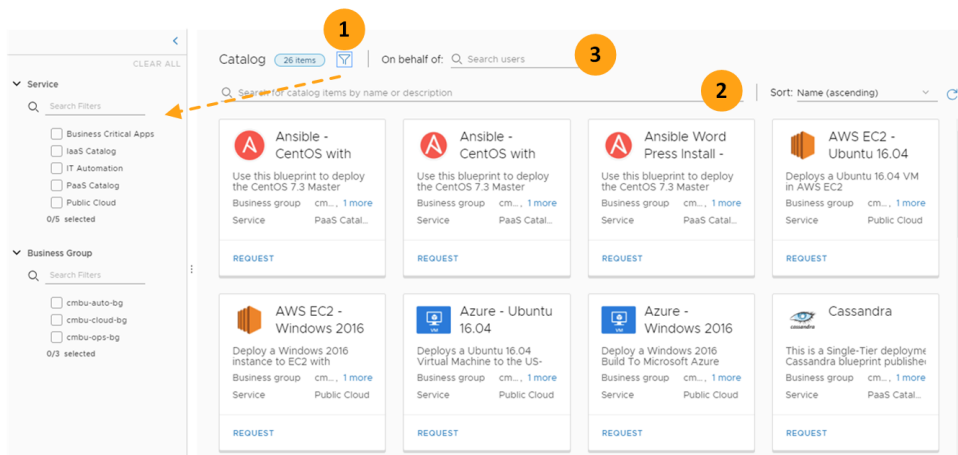 1
CLEAR ALL
Service
Search Filters
Business Critical Apps
IaaS Catalog
IT Automation
PaaS Catalog
Public Cloud
0/5 selected
Business Group
Search Filters
cmbu-auto-bg
cmbu-cloud-bg
cmbu-ops-bg
0/3 selected
Catalog 26 items On behalf of: Search users 3
Search for catalog items by name or description 2 Sort: Name (ascending)
Ansible -
CentOS with
Use this blueprint to deploy
the CentOS 7.3 Master
Business group cm..., 1 more
Service PaaS Catal...
REQUEST
Ansible -
CentOS with
Use this blueprint to deploy
the CentOS 7.3 Master
Business group cm..., 1 more
Service PaaS Catal...
REQUEST
Ansible Word
Press Install -
Use this blueprint to deploy
the CentOS 7.3 Master
Business group cm..., 1 more
Service PaaS Catal...
REQUEST
AWS EC2 -
Ubuntu 16.04
Deploys a Ubuntu 16.04 VM
in AWS EC2
Business group cm..., 1 more
Service Public Cloud
REQUEST
AWS EC2 -
Windows 2016
Deploy a Windows 2016
instance to EC2 with
Business group cm..., 1 more
Service Public Cloud
REQUEST
VM
Azure - Ubuntu
16.04
Deploys a Ubuntu 16.04
Virtual Machine to the US-
Business group cm..., 1 more
Service Public Cloud
REQUEST
VM
Azure -
Windows 2016
Deploy a Windows 2016
Build To Microsoft Azure
Business group cm..., 1 more
Service Public Cloud
REQUEST
cassandra
Cassandra
This is a Single-Tier deployme
Cassandra blueprint publishe
Business group cm..., 1 more
Service PaaS Catal...
REQUEST